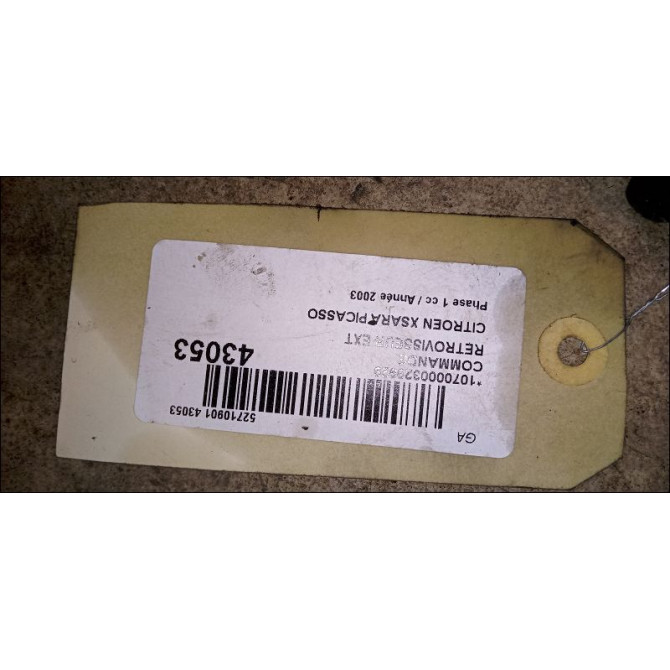 GA
52710901 43053
COMMANDE
RETROVISSEUR EXT
43053
CITROEN XSARA PICASSO
Phase 1 cc / Année 2003